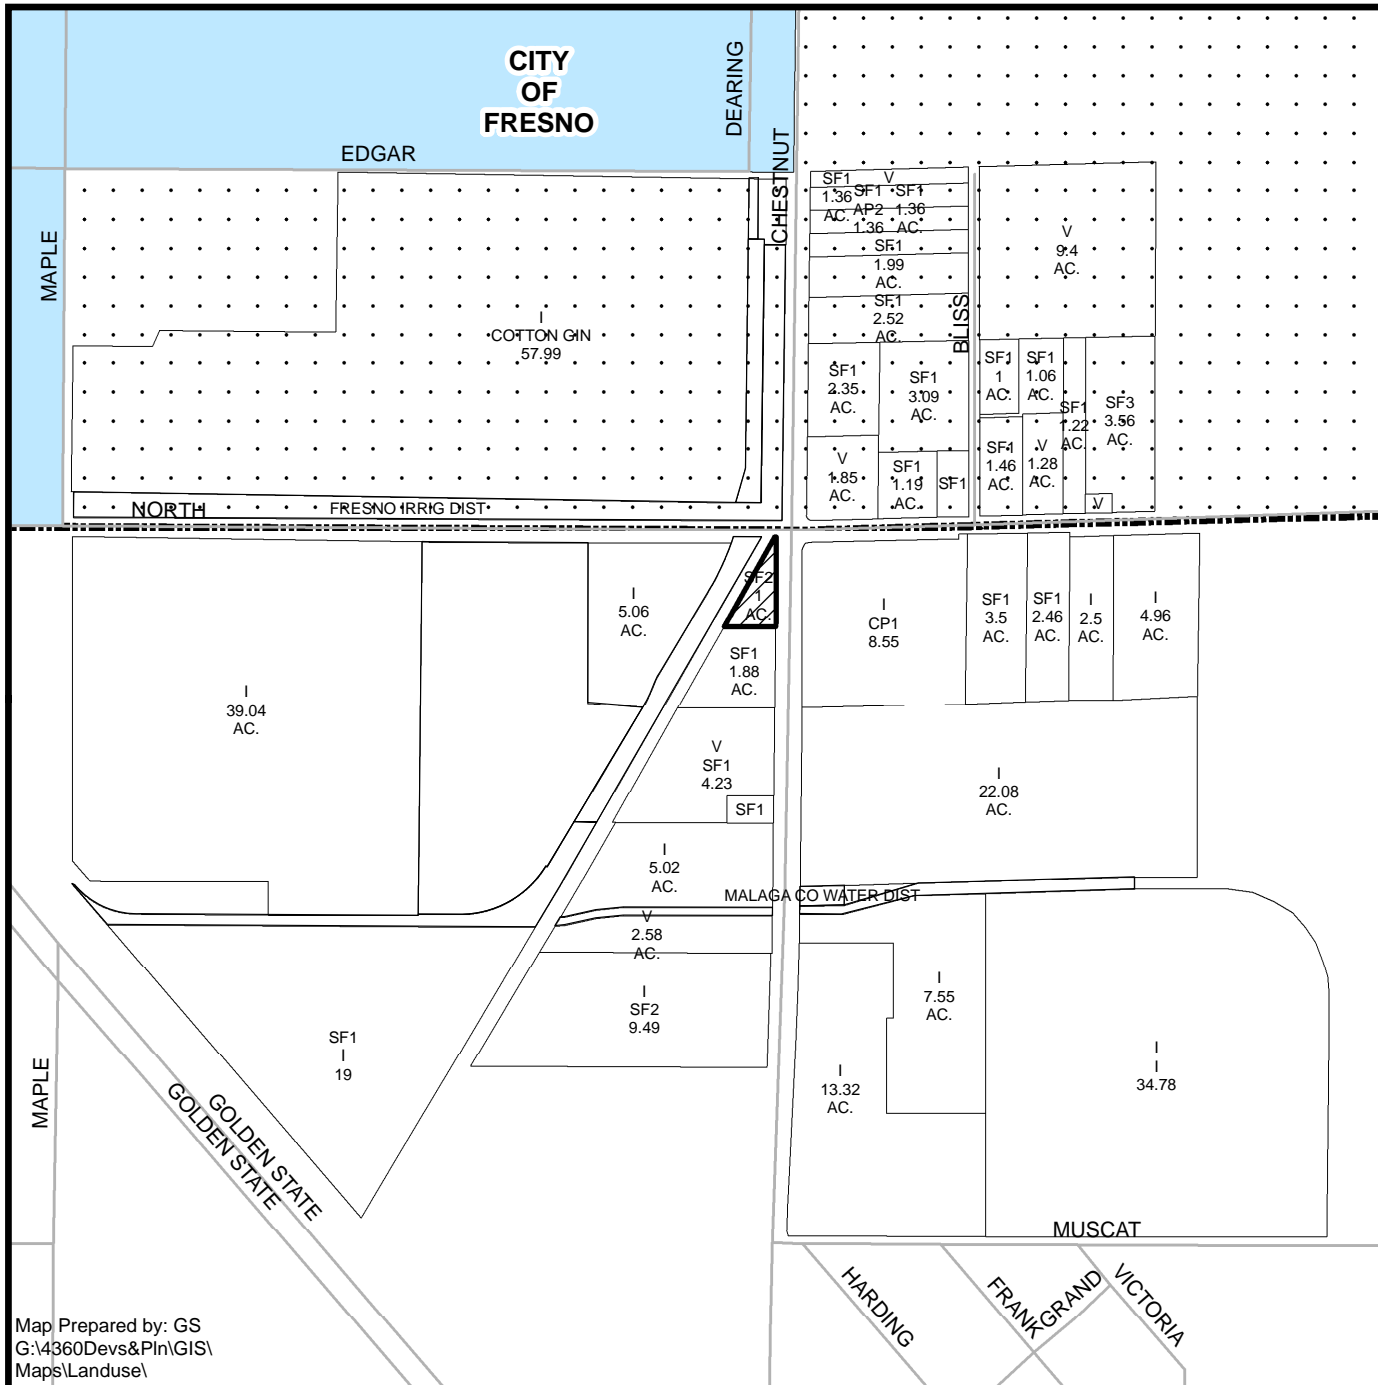 CITY
OF
FRESNO
DEARING
EDGAR
CHESTNUT
MAPLE
SF1
1.36
AC.
V
SF1
AP2
1.36
SF1
1.36
AC.
SF1
1.99
AC.
SF1
2.52
AC.
BLISS
V
9.4
AC.
I
COTTON GIN
57.99
SF1
2.35
AC.
SF1
3.09
AC.
SF1
1
AC.
SF1
1.06
AC.
SF1
1.22
AC.
SF3
3.56
AC.
V
1.85
AC.
SF1
1.19
AC.
SF1
SF1
1.46
AC.
V
1.28
AC.
V
NORTH
FRESNO IRRIG DIST
SF2
1
AC.
I
5.06
AC.
I
CP1
8.55
SF1
3.5
AC.
SF1
2.46
AC.
I
2.5
AC.
I
4.96
AC.
SF1
1.88
AC.
I
39.04
AC.
V
SF1
4.23
SF1
I
22.08
AC.
I
5.02
AC.
MALAGA CO WATER DIST
V
2.58
AC.
I
SF2
9.49
I
7.55
AC.
SF1
I
19
I
13.32
AC.
I
I
34.78
MAPLE
GOLDEN STATE
GOLDEN STATE
MUSCAT
HARDING
FRANK
GRAND
VICTORIA
Map Prepared by: GS
G:\4360Devs&Pln\GIS\
Maps\Landuse\